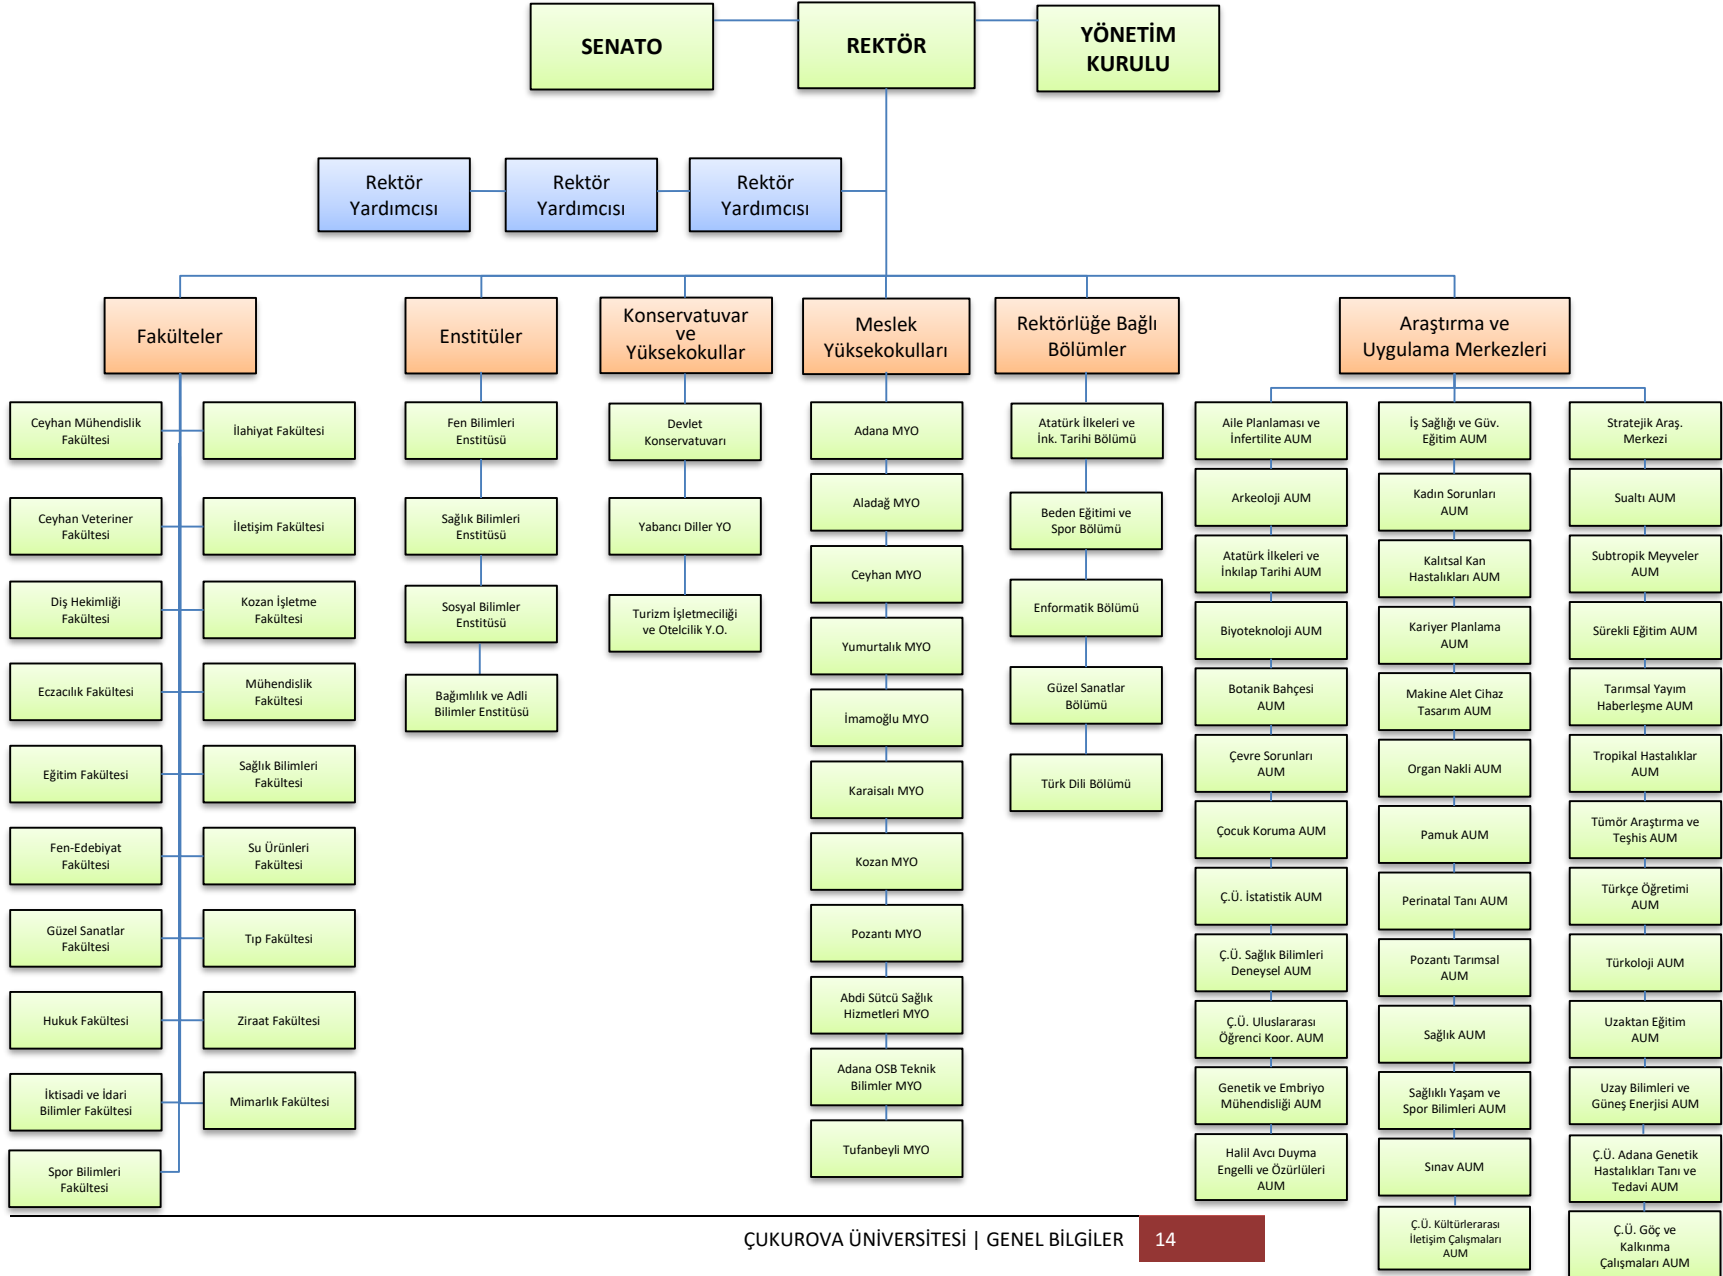 SENATO
REKTÖR
YÖNETİM
KURULU
Rektör
Yardımcısı
Rektör
Yardımcısı
Rektör
Yardımcısı
Fakülteler
Enstitüler
Konservatuvar
ve
Yüksekokullar
Meslek
Yüksekokulları
Rektörlüğe Bağlı
Bölümler
Araştırma ve
Uygulama Merkezleri
Ceyhan Mühendislik
Fakültesi
İlahiyat Fakültesi
Ceyhan Veteriner
Fakültesi
İletişim Fakültesi
Diş Hekimliği
Fakültesi
Kozan İşletme
Fakültesi
Eczacılık Fakültesi
Mühendislik
Fakültesi
Eğitim Fakültesi
Sağlık Bilimleri
Fakültesi
Fen-Edebiyat
Fakültesi
Su Ürünleri
Fakültesi
Güzel Sanatlar
Fakültesi
Tıp Fakültesi
Hukuk Fakültesi
Ziraat Fakültesi
İktisadi ve İdari
Bilimler Fakültesi
Mimarlık Fakültesi
Spor Bilimleri
Fakültesi
Fen Bilimleri
Enstitüsü
Sağlık Bilimleri
Enstitüsü
Sosyal Bilimler
Enstitüsü
Bağımlılık ve Adli
Bilimler Enstitüsü
Devlet
Konservatuvarı
Yabancı Diller YO
Turizm İşletmeciliği
ve Otelcilik Y.O.
Adana MYO
Aladağ MYO
Ceyhan MYO
Yumurtalık MYO
İmamoğlu MYO
Karaisalı MYO
Kozan MYO
Pozantı MYO
Abdi Sütcü Sağlık
Hizmetleri MYO
Adana OSB Teknik
Bilimler MYO
Tufanbeyli MYO
Atatürk İlkeleri ve
İnk. Tarihi Bölümü
Beden Eğitimi ve
Spor Bölümü
Enformatik Bölümü
Güzel Sanatlar
Bölümü
Türk Dili Bölümü
Aile Planlaması ve
İnfertilite AUM
Arkeoloji AUM
Atatürk İlkeleri ve
İnkılap Tarihi AUM
Biyoteknoloji AUM
Botanik Bahçesi
AUM
Çevre Sorunları
AUM
Çocuk Koruma AUM
Ç.Ü. İstatistik AUM
Ç.Ü. Sağlık Bilimleri
Deneysel AUM
Ç.Ü. Uluslararası
Öğrenci Koor. AUM
Genetik ve Embriyo
Mühendisliği AUM
Halil Avcı Duyma
Engelli ve Özürlüleri
AUM
İş Sağlığı ve Güv.
Eğitim AUM
Kadın Sorunları
AUM
Kalıtsal Kan
Hastalıkları AUM
Kariyer Planlama
AUM
Makine Alet Cihaz
Tasarım AUM
Organ Nakli AUM
Pamuk AUM
Perinatal Tanı AUM
Pozantı Tarımsal
AUM
Sağlık AUM
Sağlıklı Yaşam ve
Spor Bilimleri AUM
Sınav AUM
Ç.Ü. Kültürlerarası
İletişim Çalışmaları
AUM
Stratejik Araş.
Merkezi
Sualtı AUM
Subtropik Meyveler
AUM
Sürekli Eğitim AUM
Tarımsal Yayım
Haberleşme AUM
Tropikal Hastalıklar
AUM
Tümör Araştırma ve
Teşhis AUM
Türkçe Öğretimi
AUM
Türkoloji AUM
Uzaktan Eğitim
AUM
Uzay Bilimleri ve
Güneş Enerjisi AUM
Ç.Ü. Adana Genetik
Hastalıkları Tanı ve
Tedavi AUM
Ç.Ü. Göç ve
Kalkınma
Çalışmaları AUM
ÇUKUROVA ÜNİVERSİTESİ | GENEL BİLGİLER 14